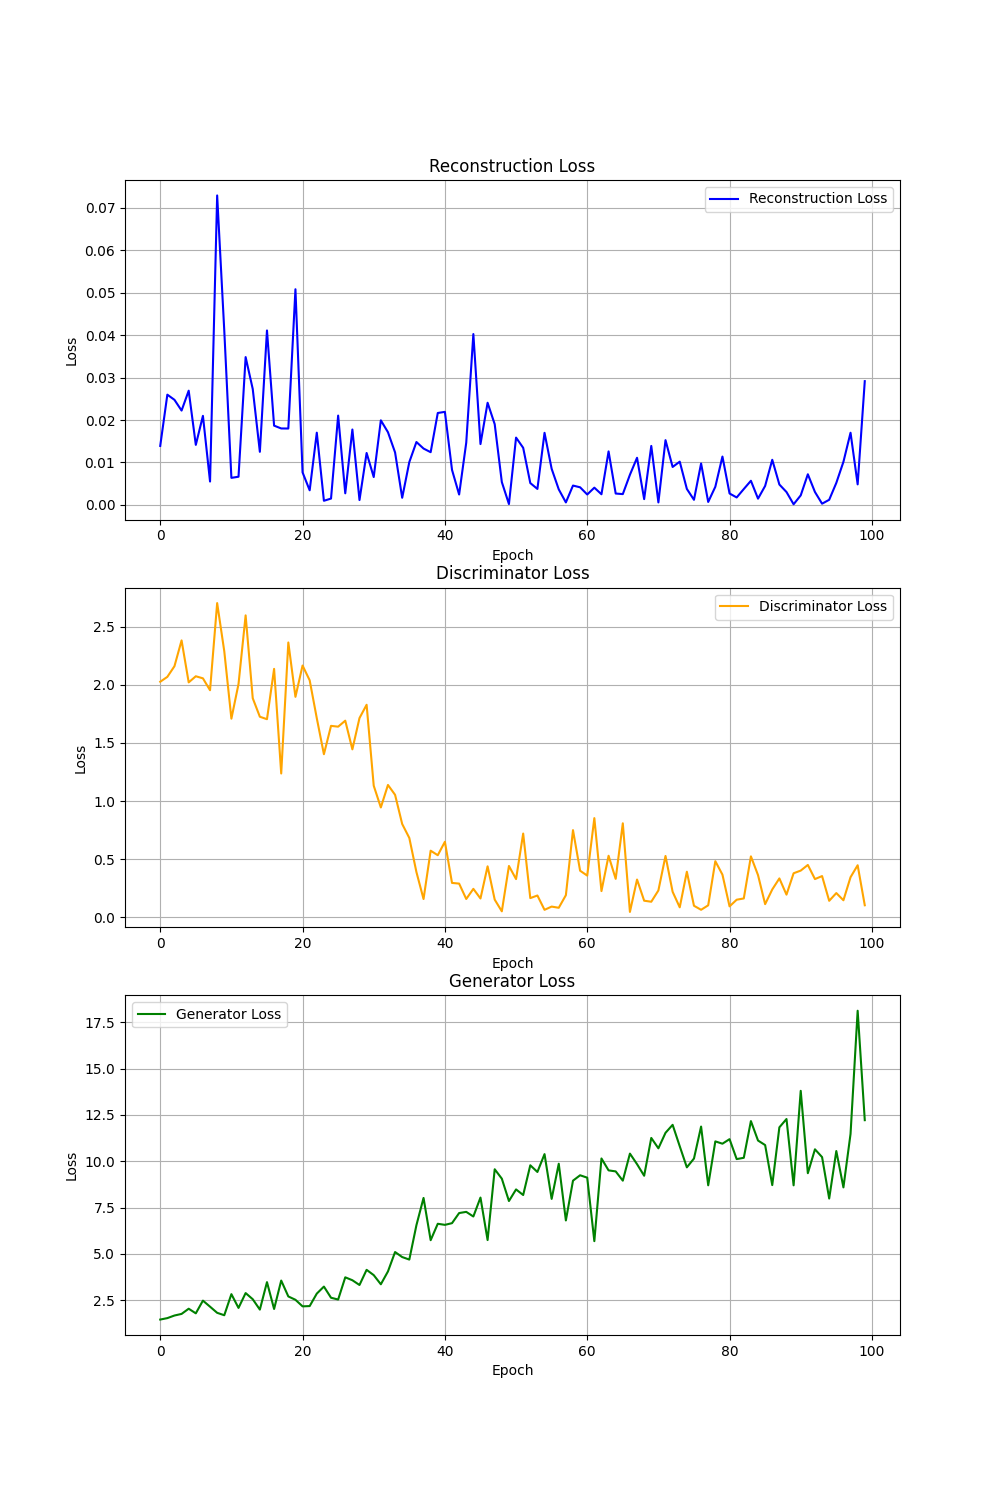 Reconstruction Loss
Reconstruction Loss
0.07
0.06
0.05
0.04
0.03
0.02
0.01
0.00
Loss
0 20 40 60 80 100
Epoch
Discriminator Loss
Discriminator Loss
2.5
2.0
1.5
1.0
0.5
0.0
Loss
0 20 40 60 80 100
Epoch
Generator Loss
Generator Loss
17.5
15.0
12.5
10.0
7.5
5.0
2.5
Loss
0 20 40 60 80 100
Epoch